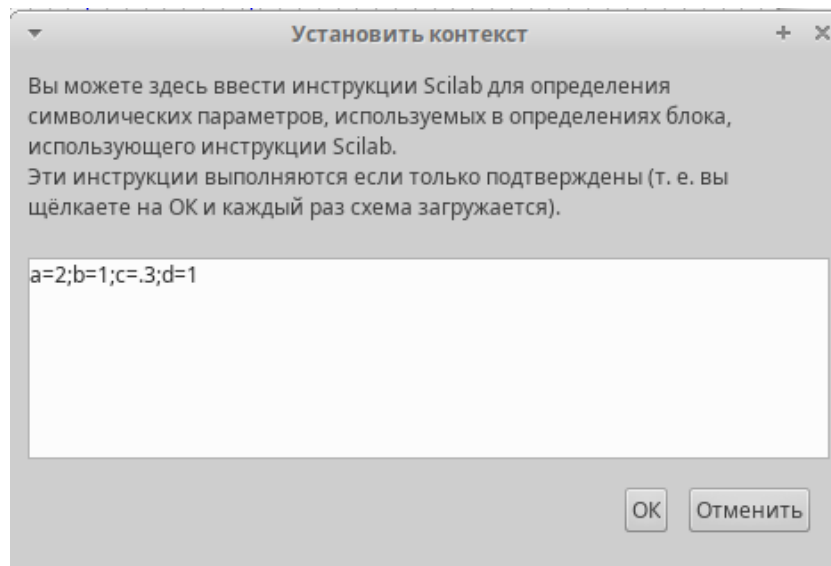 Установить контекст
Вы можете здесь ввести инструкции Scilab для определения
символических параметров, используемых в определениях блока,
использующего инструкции Scilab.
Эти инструкции выполняются если только подтверждены (т. е. вы
щёлкаете на ОК и каждый раз схема загружается).
a=2;b=1;c=.3;d=1
ОК Отменить